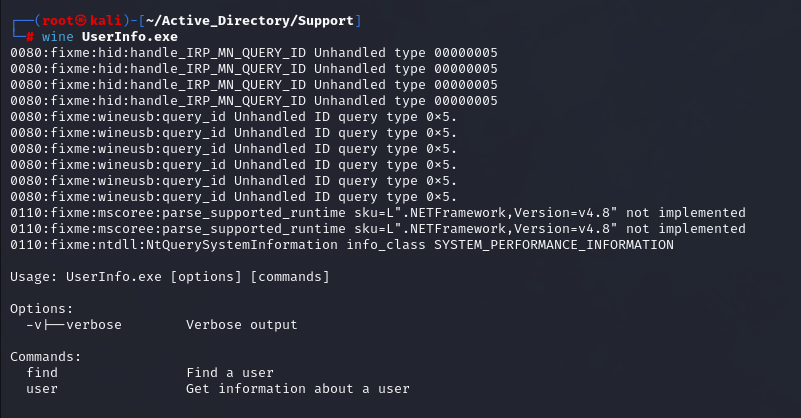 ┌──(root㉿kali)-[~/Active_Directory/Support]
└─# wine UserInfo.exe
0080:fixme:hid:handle_IRP_MN_QUERY_ID Unhandled type 00000005
0080:fixme:hid:handle_IRP_MN_QUERY_ID Unhandled type 00000005
0080:fixme:hid:handle_IRP_MN_QUERY_ID Unhandled type 00000005
0080:fixme:hid:handle_IRP_MN_QUERY_ID Unhandled type 00000005
0080:fixme:wineusb:query_id Unhandled ID query type 0×5.
0080:fixme:wineusb:query_id Unhandled ID query type 0×5.
0080:fixme:wineusb:query_id Unhandled ID query type 0×5.
0080:fixme:wineusb:query_id Unhandled ID query type 0×5.
0080:fixme:wineusb:query_id Unhandled ID query type 0×5.
0080:fixme:wineusb:query_id Unhandled ID query type 0×5.
0110:fixme:mscoree:parse_supported_runtime sku=L".NETFramework,Version=v4.8" not implemented
0110:fixme:mscoree:parse_supported_runtime sku=L".NETFramework,Version=v4.8" not implemented
0110:fixme:ntdll:NtQuerySystemInformation info_class SYSTEM_PERFORMANCE_INFORMATION
Usage: UserInfo.exe [options] [commands]
Options:
-v|--verbose Verbose output
Commands:
find Find a user
user Get information about a user